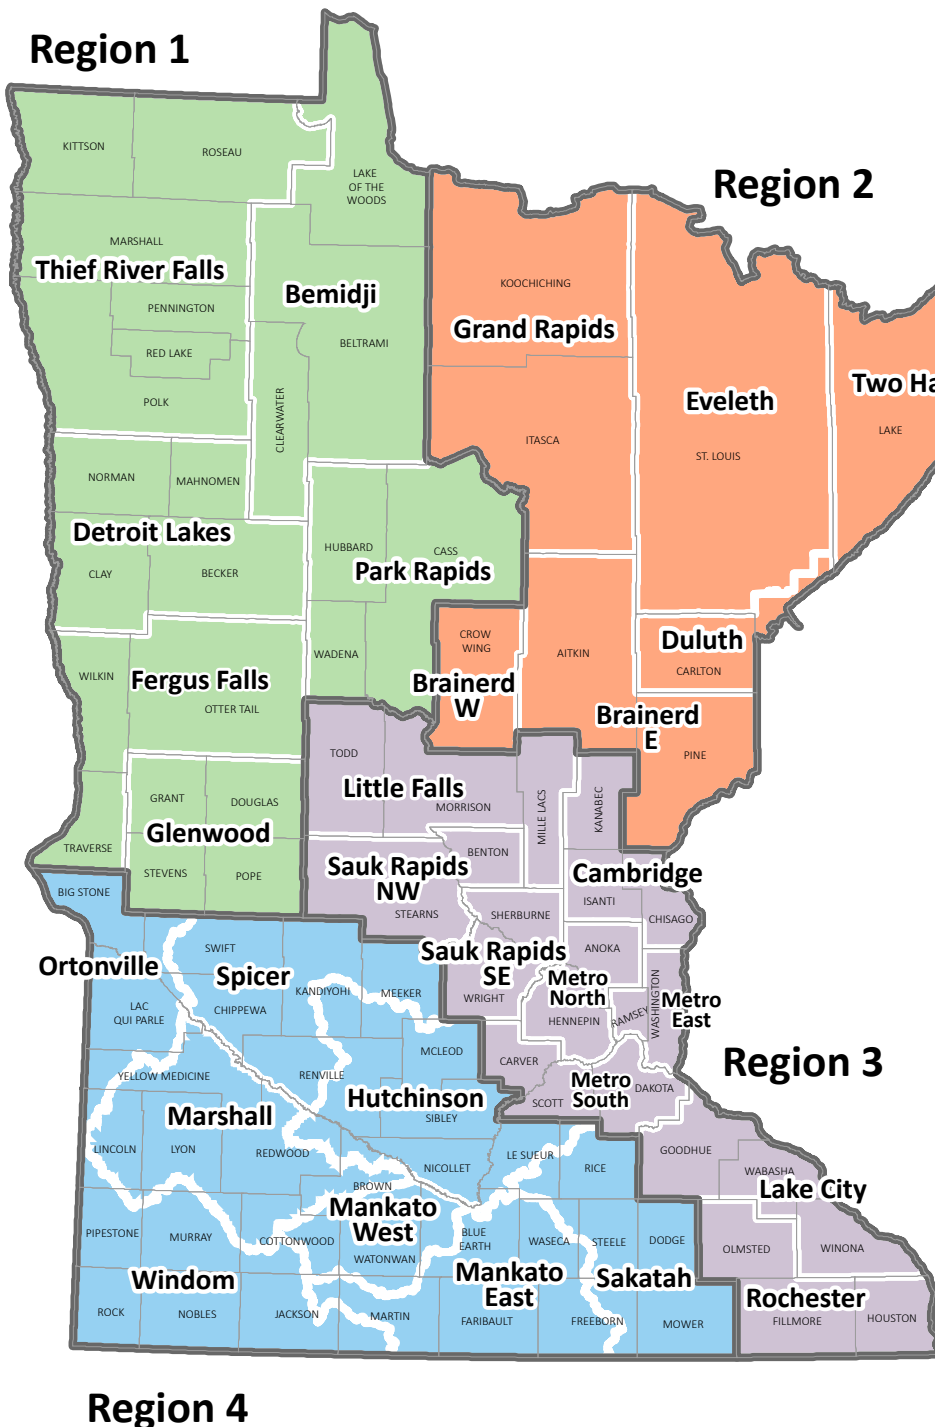 Region 1
KITTSON
ROSEAU
LAKE
OF THE
WOODS
Region 2
MARSHALL
Thief River Falls
Bemidji
KOOCHICHING
PENNINGTON
Grand Rapids
BELTRAMI
RED LAKE
Two Ha
POLK
CLEARWATER
Eveleth
LAKE
ITASCA
ST. LOUIS
NORMAN
MAHNOMEN
Detroit Lakes
HUBBARD
CASS
CLAY
BECKER
Park Rapids
CROW
WING
Duluth
WADENA
AITKIN
CARLTON
WILKIN
Fergus Falls
Brainerd
W
OTTER TAIL
Brainerd
E
TODD
PINE
Little Falls
GRANT
DOUGLAS
MORRISON
MILLE LACS
KANABEC
Glenwood
TRAVERSE
BENTON
STEVENS
POPE
Sauk Rapids
NW
Cambridge
BIG STONE
ISANTI
STEARNS
SHERBURNE
CHISAGO
SWIFT
Sauk Rapids
SE
ANOKA
Ortonville
Spicer
KANDIYOHI
MEEKER
WRIGHT
Metro
North
WASHINGTON
Metro
East
LAC
QUI PARLE
CHIPPEWA
HENNEPIN
RAMSEY
MCLEOD
CARVER
Region 3
YELLOW MEDICINE
RENVILLE
Metro
South
DAKOTA
Hutchinson
SCOTT
Marshall
SIBLEY
LINCOLN
LYON
REDWOOD
LE SUEUR
GOODHUE
NICOLLET
RICE
WABASHA
BROWN
Lake City
Mankato
West
PIPESTONE
MURRAY
COTTONWOOD
BLUE
EARTH
WASECA
STEELE
DODGE
OLMSTED
WINONA
WATONWAN
Windom
Mankato
East
Sakatah
Rochester
ROCK
NOBLES
JACKSON
MARTIN
FARIBAULT
FREEBORN
MOWER
FILLMORE
HOUSTON
Region 4